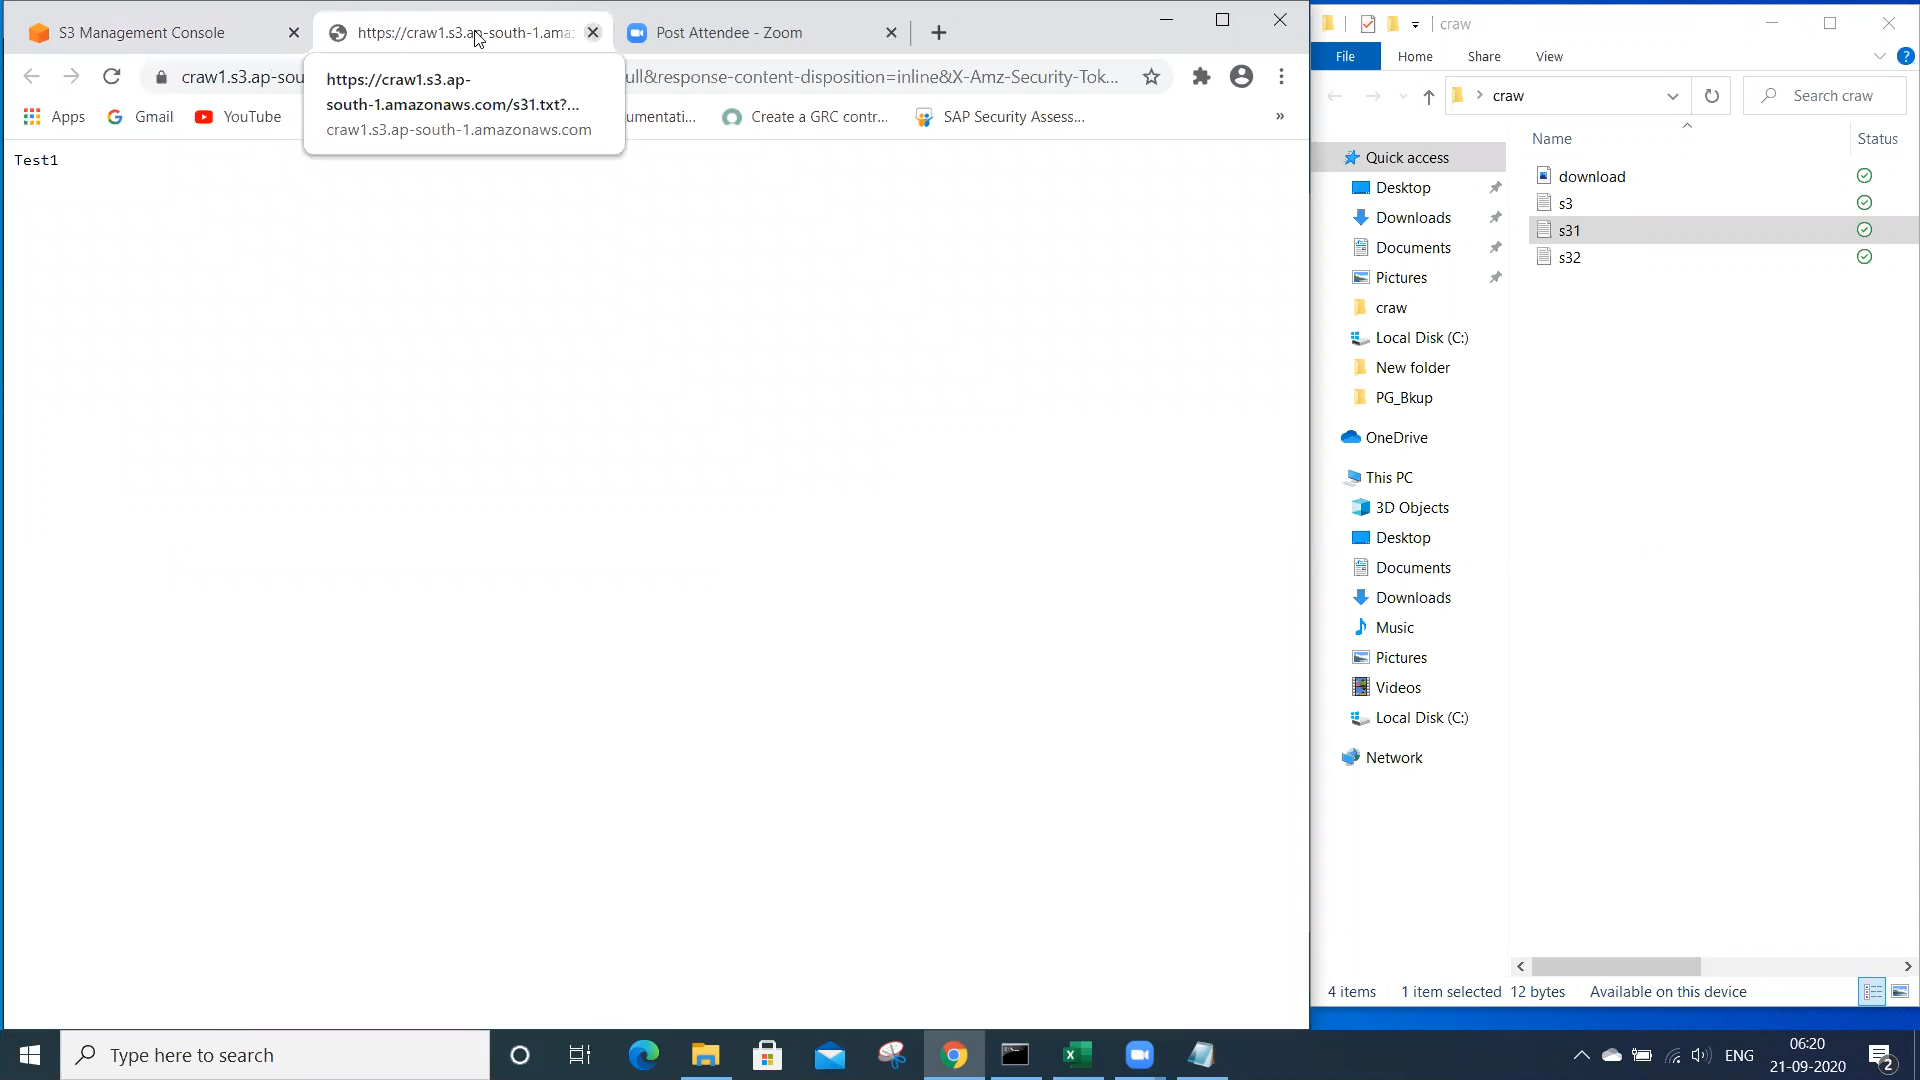 S3 Management Console
https://craw1.s3.ap-south-1.ama
Post Attendee - Zoom
craw1.s3.ap-sou
ull&response-content-disposition=inline&X-Amz-Security-Tok...
https://craw1.s3.ap-
south-1.amazonaws.com/s31.txt?...
craw1.s3.ap-south-1.amazonaws.com
Apps
Gmail
YouTube
umentati...
Create a GRC contr...
SAP Security Assess...
»
Test1
craw
File
Home
Share
View
craw
Search craw
Name
Status
Quick access
Desktop
Downloads
Documents
Pictures
craw
Local Disk (C:)
New folder
PG_Bkup
OneDrive
This PC
3D Objects
Desktop
Documents
Downloads
Music
Pictures
Videos
Local Disk (C:)
Network
download
s3
s31
s32
4 items
1 item selected 12 bytes
Available on this device
Type here to search
ENG
06:20
21-09-2020
2